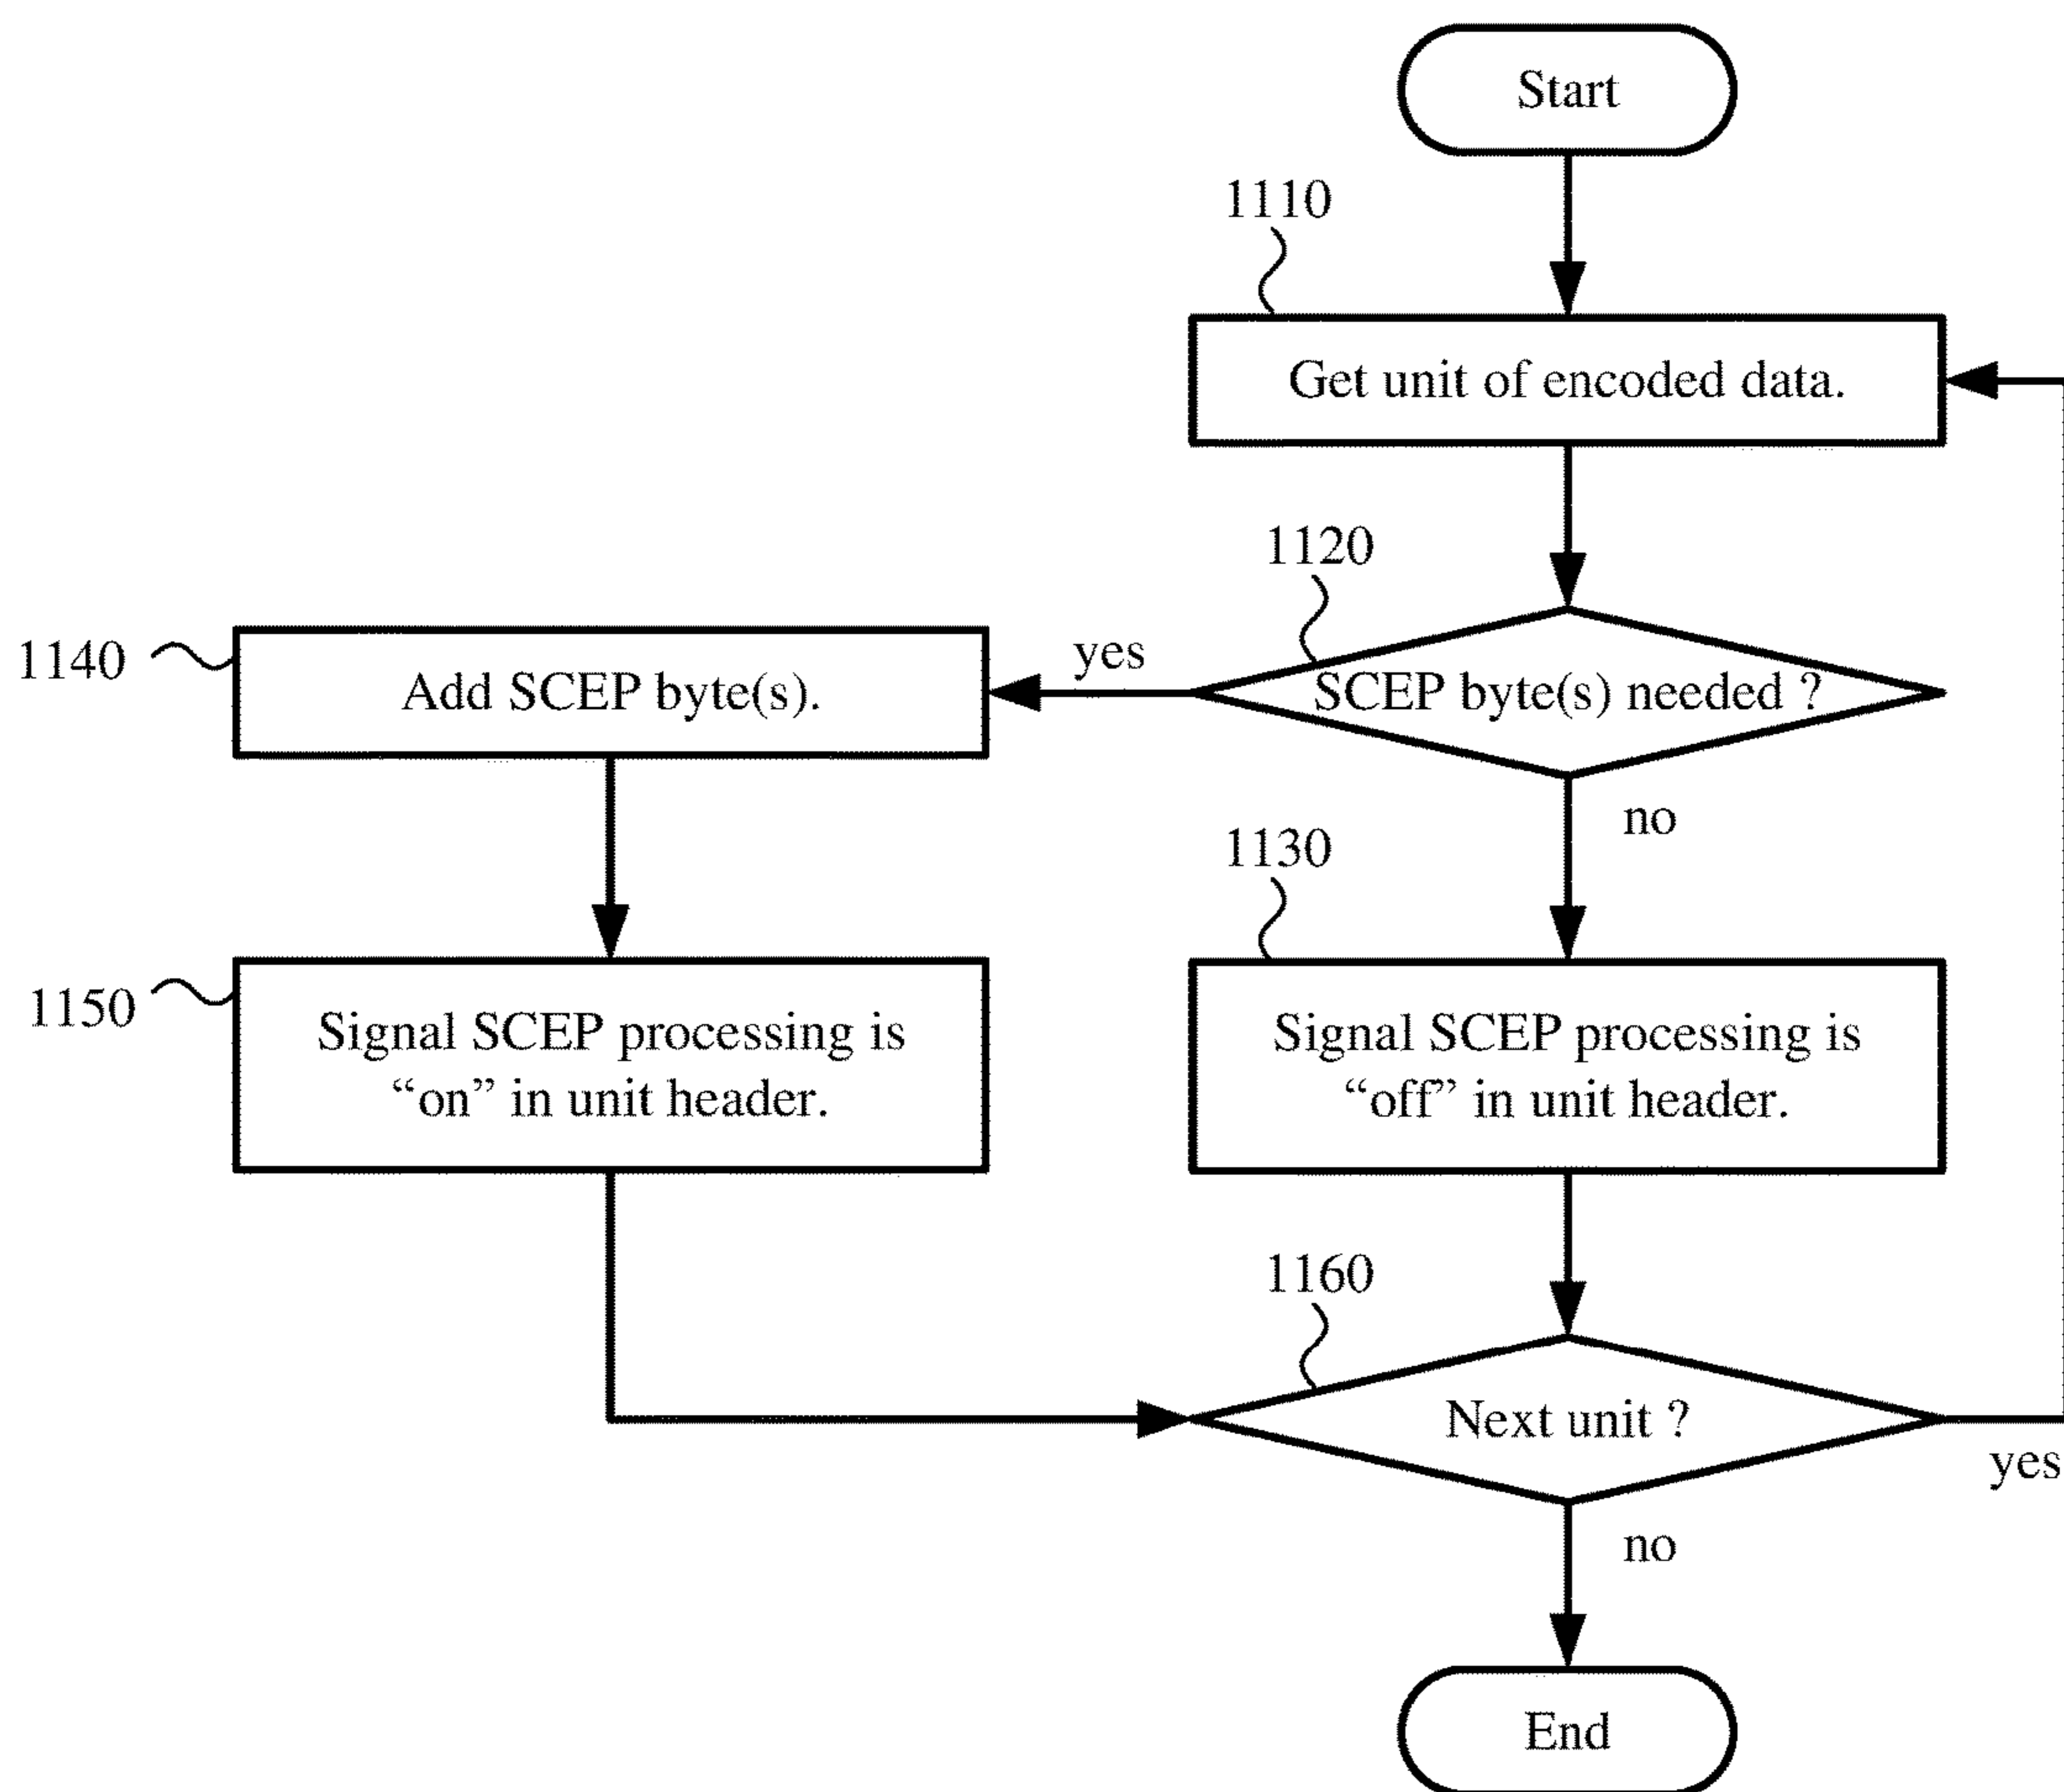 Start
1110
Get unit of encoded data.
1120
SCEP byte(s) needed ?
yes
1140
Add SCEP byte(s).
no
1130
1150
Signal SCEP processing is
“on” in unit header.
Signal SCEP processing is
“off” in unit header.
1160
Next unit ?
yes
no
End